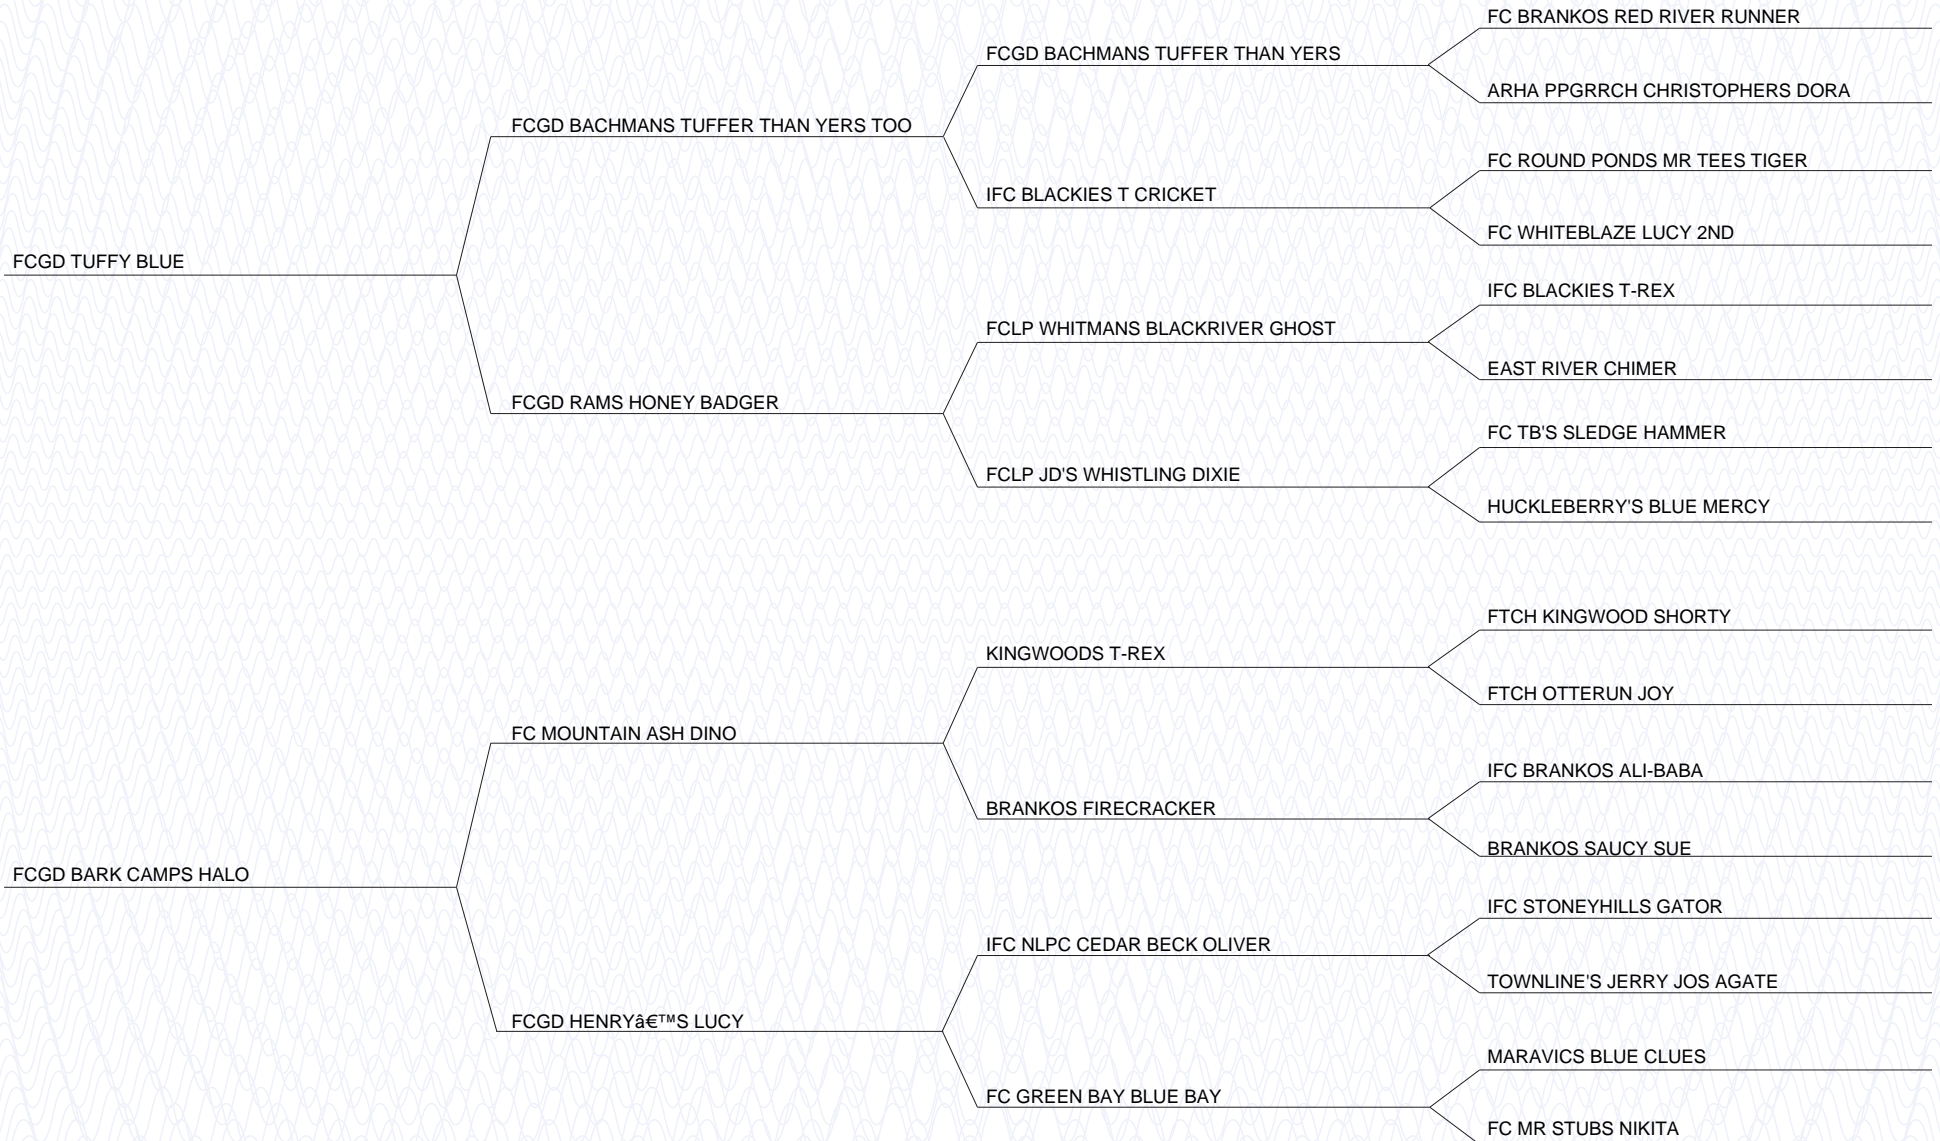 FC BRANKOS RED RIVER RUNNER
FCGD BACHMANS TUFFER THAN YERS
ARHA PPGRRCH CHRISTOPHERS DORA
FCGD BACHMANS TUFFER THAN YERS TOO
FC ROUND PONDS MR TEES TIGER
IFC BLACKIES T CRICKET
FC WHITEBLAZE LUCY 2ND
FCGD TUFFY BLUE
IFC BLACKIES T-REX
FCLP WHITMANS BLACKRIVER GHOST
EAST RIVER CHIMER
FCGD RAMS HONEY BADGER
FC TB'S SLEDGE HAMMER
FCLP JD'S WHISTLING DIXIE
HUCKLEBERRY'S BLUE MERCY
FTCH KINGWOOD SHORTY
KINGWOODS T-REX
FTCH OTTERUN JOY
FC MOUNTAIN ASH DINO
IFC BRANKOS ALI-BABA
BRANKOS FIRECRACKER
BRANKOS SAUCY SUE
FCGD BARK CAMPS HALO
IFC STONEYHILLS GATOR
IFC NLPC CEDAR BECK OLIVER
TOWNLINE'S JERRY JOS AGATE
FCGD HENRYâ€™S LUCY
MARAVICS BLUE CLUES
FC GREEN BAY BLUE BAY
FC MR STUBS NIKITA